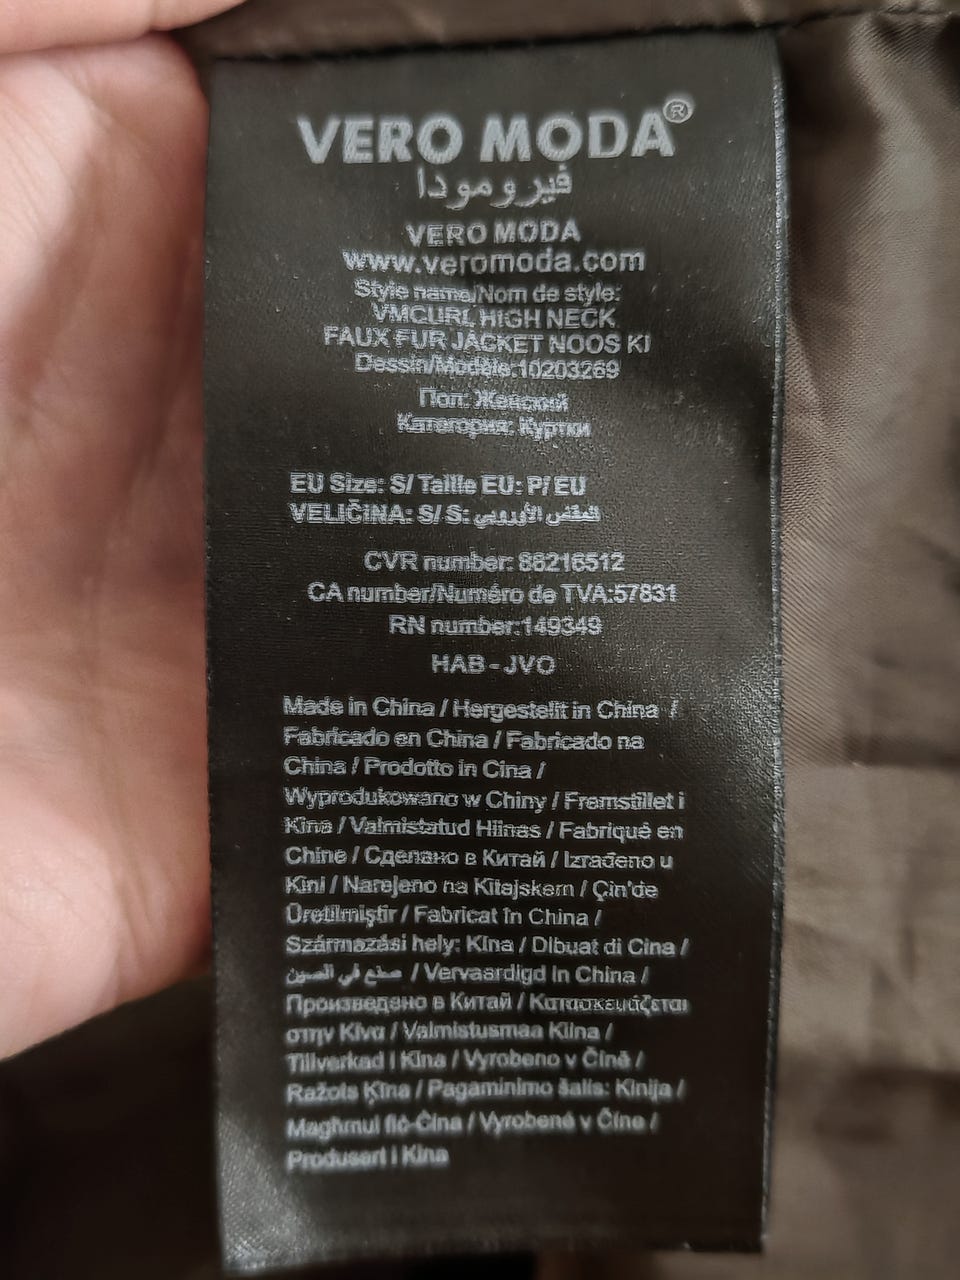 VERO MODA®
فيرومودا
VERO MODA
www.veromoda.com
Style name/Nom de style:
VMCURL HIGH NECK
FAUX FUR JACKET NOOS KI
Dessin/Modèle:10203269
Пол: Женский
Категория: Куртки
EU Size: S/ Taille EU: P/ EU
VELIČINA: S/ S: المقاس الأوروبي
CVR number: 88216512
CA number/Numéro de TVA:57831
RN number:149349
HAB - JVO
Made in China / Hergestellt in China /
Fabricado en China / Fabricado na
China / Prodotto in Cina /
Wyprodukowano w Chiny / Fremstillet i
Kina / Valmistatud Hiinas / Fabriqué en
Chine / Сделано в Китай / Izrađeno u
Kini / Narejeno na Kitajskem / Çin'de
Üretilmiştir / Fabricat în China /
Származási hely: Kína / Dibuat di Cina /
صنع في الصين / Vervaardigd in China /
Произведено в Китай / Κατασκευάζεται
στην Κίνα / Valmistusmaa Kiina /
Tillverkad i Kina / Vyrobeno v Číně /
Ražots Ķīna / Pagaminimo šalis: Kinija /
Magħmul fiċ-Ċina / Vyrobené v Číne /
Produsert i Kina